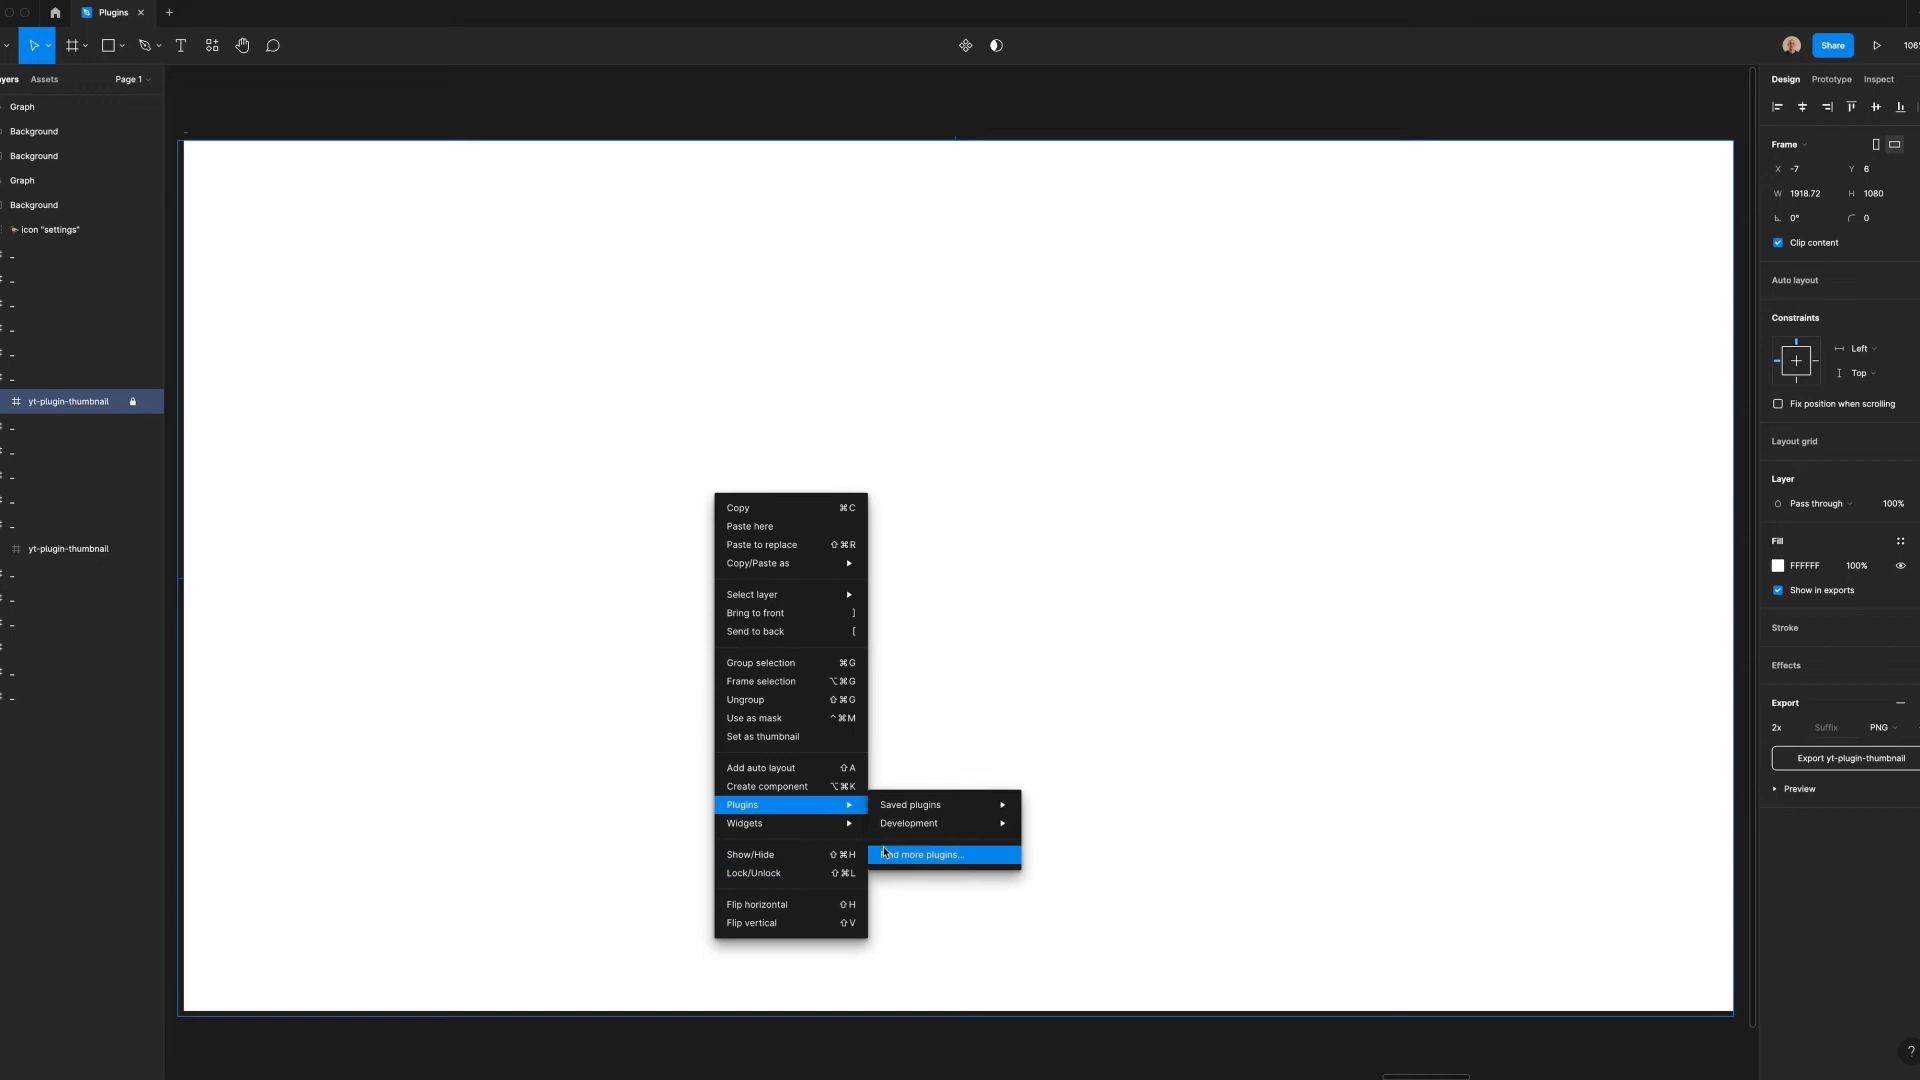 Plugins
Share
106
yers Assets Page 1
Graph
Background
Background
Graph
Background
icon "settings"
_
_
_
_
_
_
yt-plugin-thumbnail
_
_
_
_
_
yt-plugin-thumbnail
_
_
_
_
_
_
Copy ⌘C
Paste here
Paste to replace ⇧⌘R
Copy/Paste as
Select layer
Bring to front ]
Send to back [
Group selection ⌘G
Frame selection ⌥⌘G
Ungroup ⇧⌘G
Use as mask ^⌘M
Set as thumbnail
Add auto layout ⇧A
Create component ⌥⌘K
Plugins
Widgets
Show/Hide ⇧⌘H
Lock/Unlock ⇧⌘L
Flip horizontal ⇧H
Flip vertical ⇧V
Saved plugins
Development
more plugins...
Design Prototype Inspect
Frame
X -7 Y 6
W 1918.72 H 1080
0° 0
Clip content
Auto layout
Constraints
Left
Top
Fix position when scrolling
Layout grid
Layer
Pass through 100%
Fill
FFFFFF 100%
Show in exports
Stroke
Effects
Export
2x Suffix PNG
Export yt-plugin-thumbnail
Preview
?